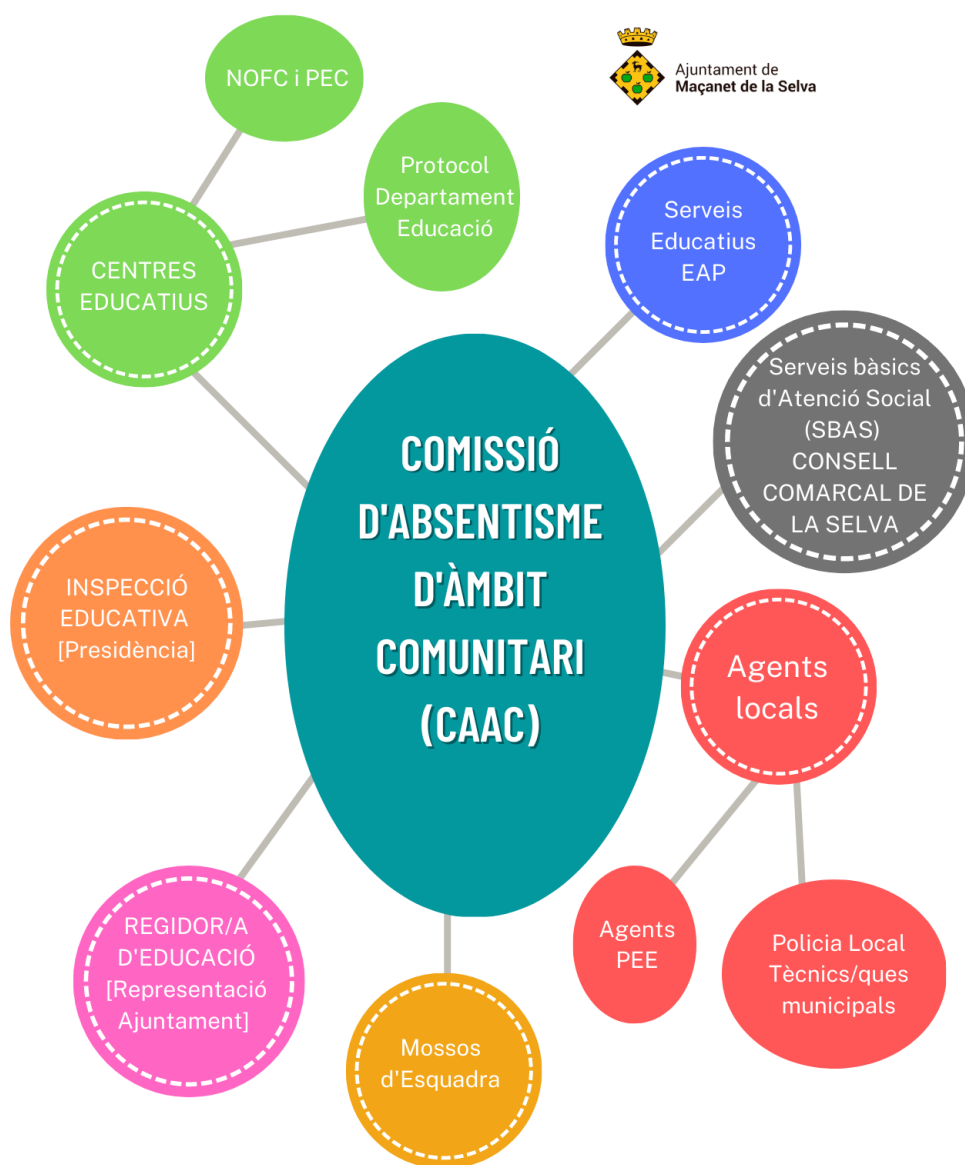 NOFC i PEC
Ajuntament de
Maçanet de la Selva
Protocol
Departament
Educació
Serveis
Educatius
EAP
CENTRES
EDUCATIUS
Serveis bàsics
d'Atenció Social
(SBAS)
CONSELL
COMARCAL DE
LA SELVA
COMISSIÓ
D'ABSENTISME
D'ÀMBIT
COMUNITARI
(CAAC)
INSPECCIÓ
EDUCATIVA
[Presidència]
Agents
locals
REGIDOR/A
D'EDUCACIÓ
[Representació
Ajuntament]
Agents
PEE
Policia Local
Tècnics/ques
municipals
Mossos
d'Esquadra